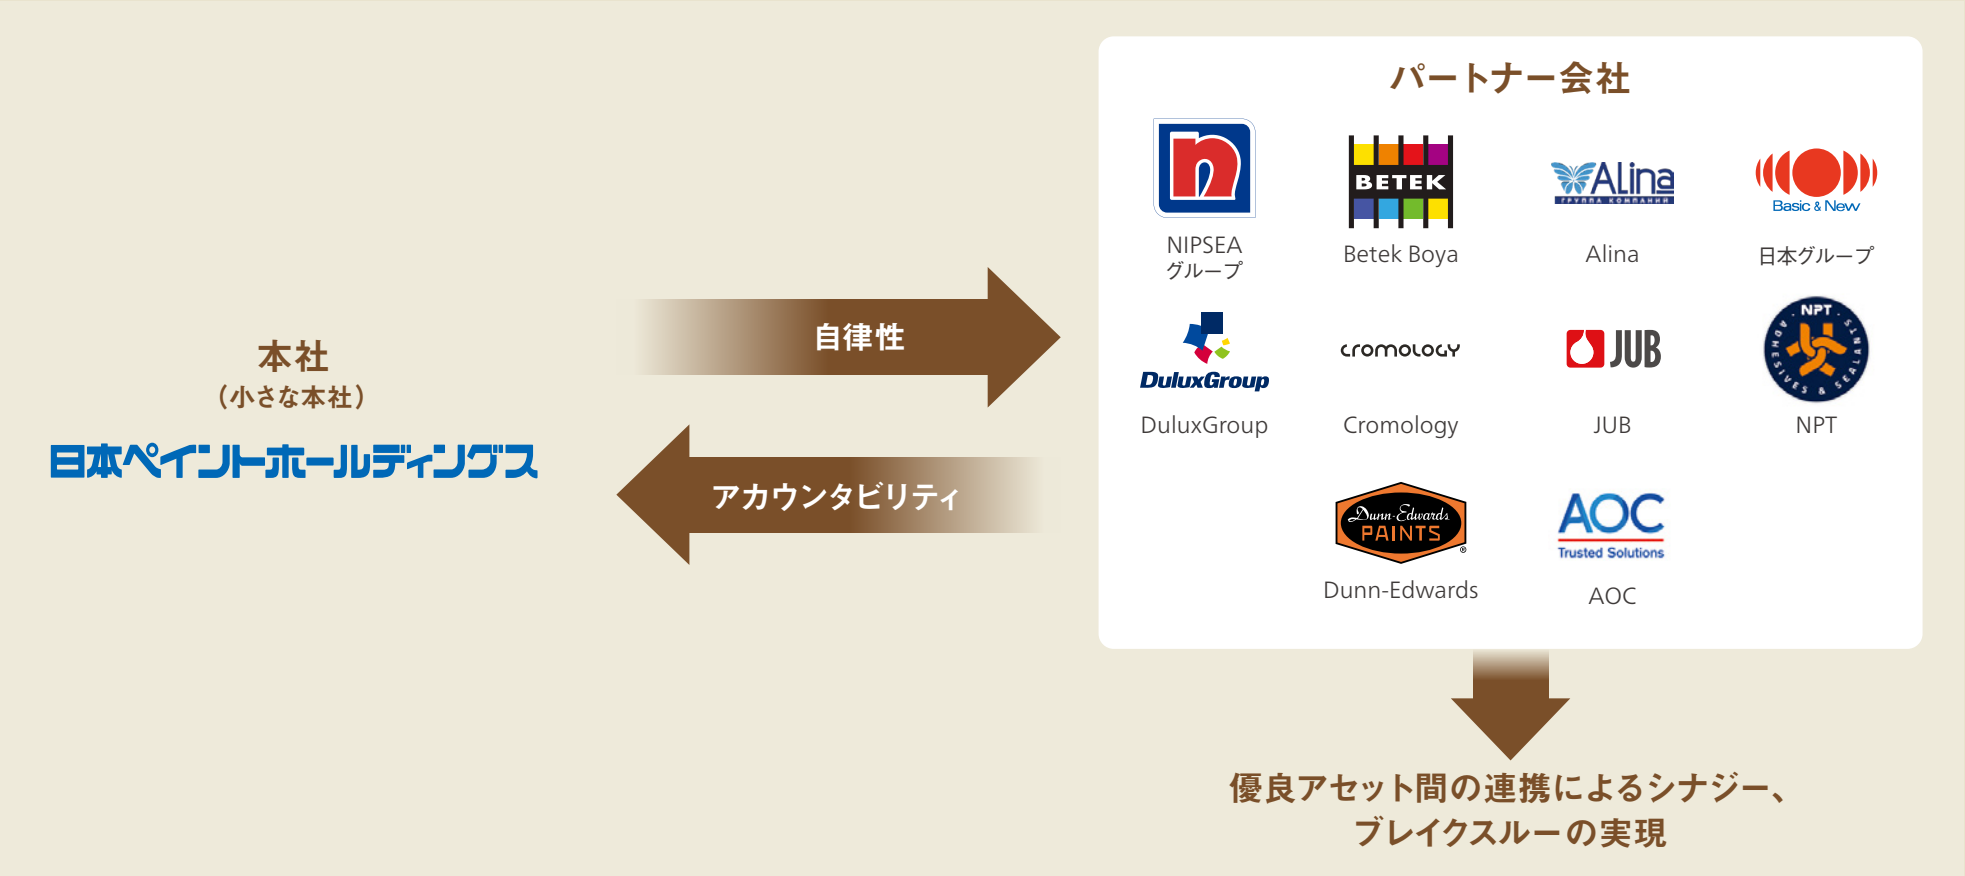 本社
（小さな本社）
日本ペイントホールディングス
自律性
アカウンタビリティ
パートナー会社
n
NIPSEA
グループ
BETEK
Betek Boya
Alina
ГРУППА КОМПАНИЙ
Alina
Basic & New
日本グループ
DuluxGroup
DuluxGroup
cromology
Cromology
JUB
JUB
NPT
ADHESIVES & SEALANTS
NPT
Dunn-Edwards
PAINTS
®
Dunn-Edwards
AOC
Trusted Solutions
AOC
優良アセット間の連携によるシナジー、
ブレイクスルーの実現